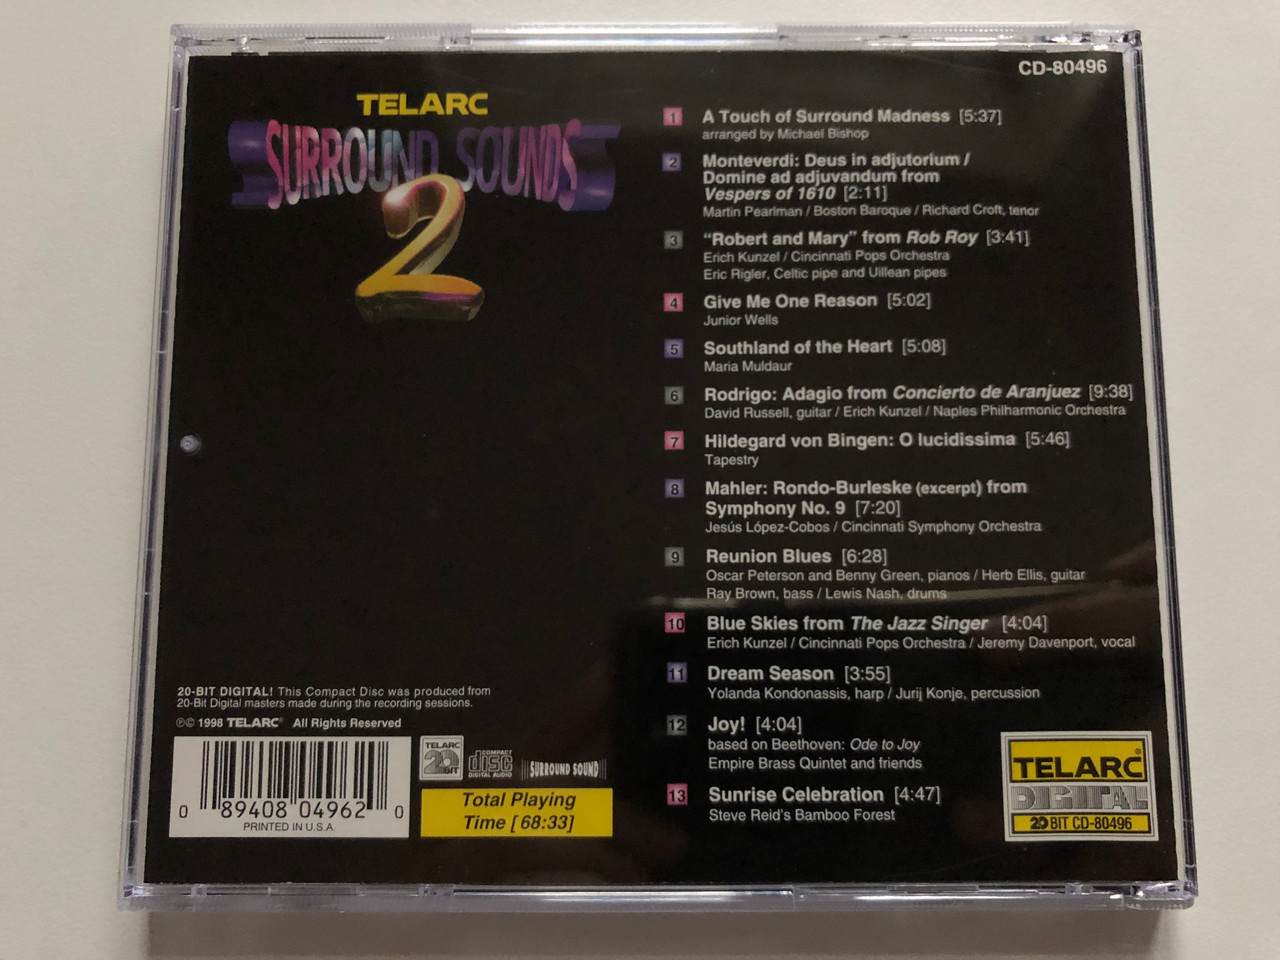 CD-80496
TELARC
SURROUND SOUNDS
2
1 A Touch of Surround Madness [5:37]
arranged by Michael Bishop
2 Monteverdi: Deus in adjutorium /
Domine ad adjuvandum from
Vespers of 1610 [2:11]
Martin Pearlman / Boston Baroque / Richard Croft, tenor
3 “Robert and Mary” from Rob Roy [3:41]
Erich Kunzel / Cincinnati Pops Orchestra
Eric Rigler, Celtic pipe and Uillean pipes
4 Give Me One Reason [5:02]
Junior Wells
5 Southland of the Heart [5:08]
Maria Muldaur
6 Rodrigo: Adagio from Concierto de Aranjuez [9:38]
David Russell, guitar / Erich Kunzel / Naples Philharmonic Orchestra
7 Hildegard von Bingen: O lucidissima [5:46]
Tapestry
8 Mahler: Rondo-Burleske (excerpt) from
Symphony No. 9 [7:20]
Jesús López-Cobos / Cincinnati Symphony Orchestra
9 Reunion Blues [6:28]
Oscar Peterson and Benny Green, pianos / Herb Ellis, guitar
Ray Brown, bass / Lewis Nash, drums
10 Blue Skies from The Jazz Singer [4:04]
Erich Kunzel / Cincinnati Pops Orchestra / Jeremy Davenport, vocal
11 Dream Season [3:55]
Yolanda Kondonassis, harp / Jurij Konje, percussion
12 Joy! [4:04]
based on Beethoven: Ode to Joy
Empire Brass Quintet and friends
13 Sunrise Celebration [4:47]
Steve Reid's Bamboo Forest
20-BIT DIGITAL! This Compact Disc was produced from
20-Bit Digital masters made during the recording sessions.
℗© 1998 TELARC® All Rights Reserved
0 89408 04962 0
PRINTED IN U.S.A.
TELARC
20 BIT
COMPACT
disc
DIGITAL AUDIO
SURROUND SOUND
Total Playing
Time [ 68:33]
TELARC®
DIGITAL
20 BIT CD-80496